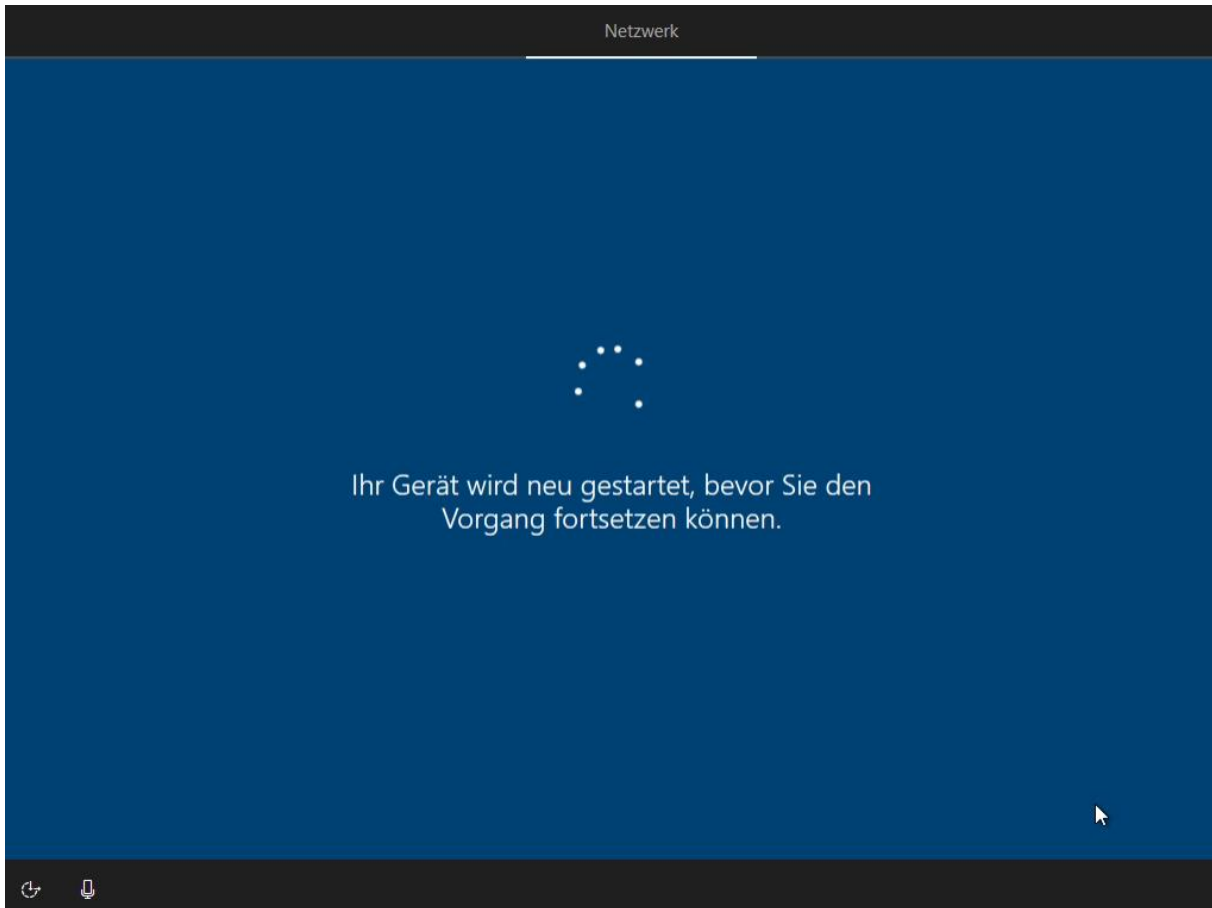 Netzwerk
Ihr Gerät wird neu gestartet, bevor Sie den
Vorgang fortsetzen können.